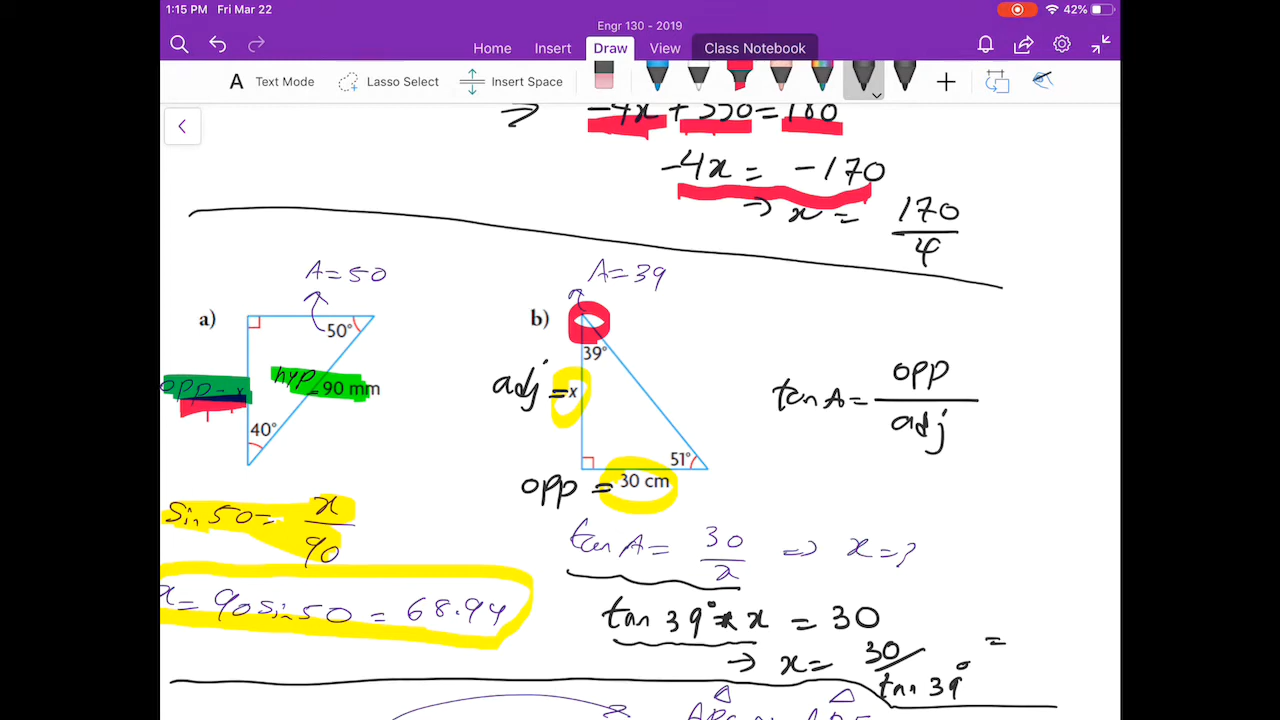 1:15 PM Fri Mar 22
42%
Engr 130 - 2019
Home Insert Draw View Class Notebook
A Text Mode Lasso Select Insert Space
⇒ -4x + 550 = 180
-4x = -170
⇒ x = 170/4
A = 50
a)
50°
opp = x
hyp = 90 mm
40°
sin 50 = x/90
x = 90 sin 50 = 68.94
A = 39
b)
39°
adj = x
51°
opp = 30 cm
tan A = opp/adj
tan A = 30/x ⇒ x = ?
tan 39° * x = 30
⇒ x = 30/tan 39° =